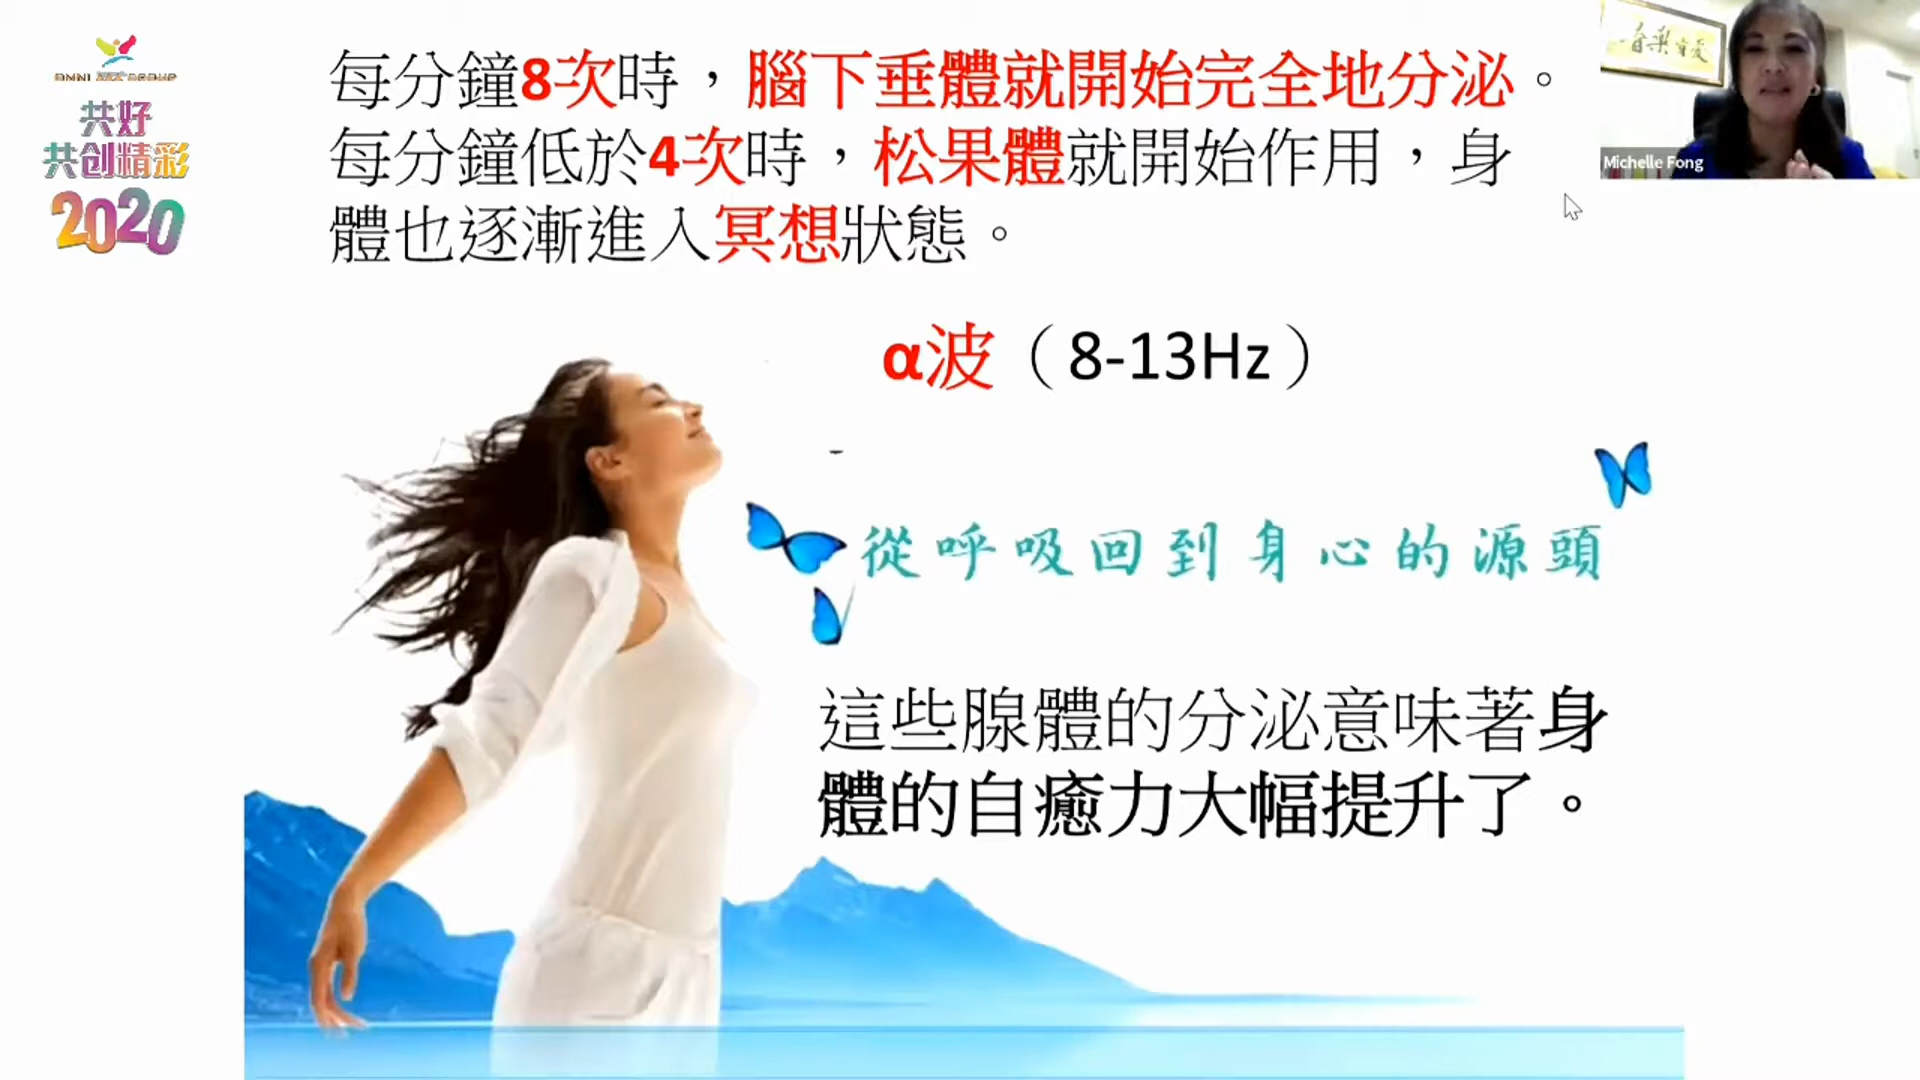 每分鐘8次時，腦下垂體就開始完全地分泌。
每分鐘低於4次時，松果體就開始作用，身
體也逐漸進入冥想狀態。
共好
共创精彩
2020
Michelle Fong
α波（8-13Hz）
從呼吸回到身心的源頭
這些腺體的分泌意味著身
體的自癒力大幅提升了。